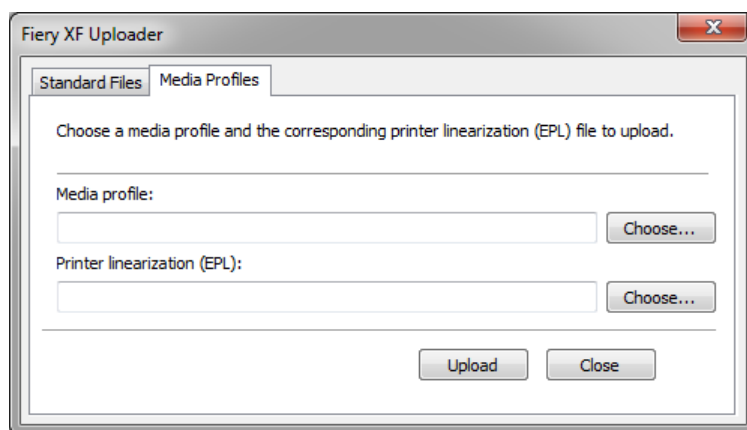 Fiery XF Uploader
Standard Files
Media Profiles
Choose a media profile and the corresponding printer linearization (EPL) file to upload.
Media profile:
Choose...
Printer linearization (EPL):
Choose...
Upload
Close